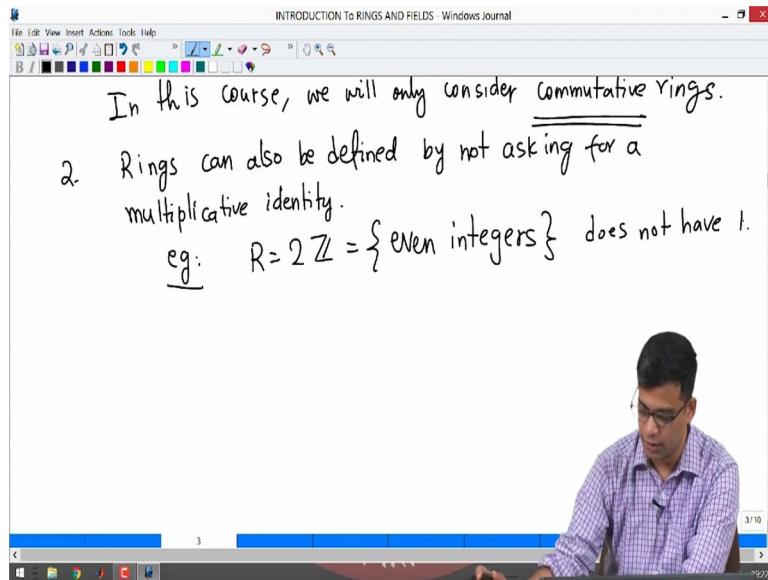 INTRODUCTION To RINGS AND FIELDS - Windows Journal
File Edit View Insert Actions Tools Help
In this course, we will only consider commutative rings.
2. Rings can also be defined by not asking for a
multiplicative identity.
eg: R = 2ℤ = {even integers} does not have 1.
3/10
3